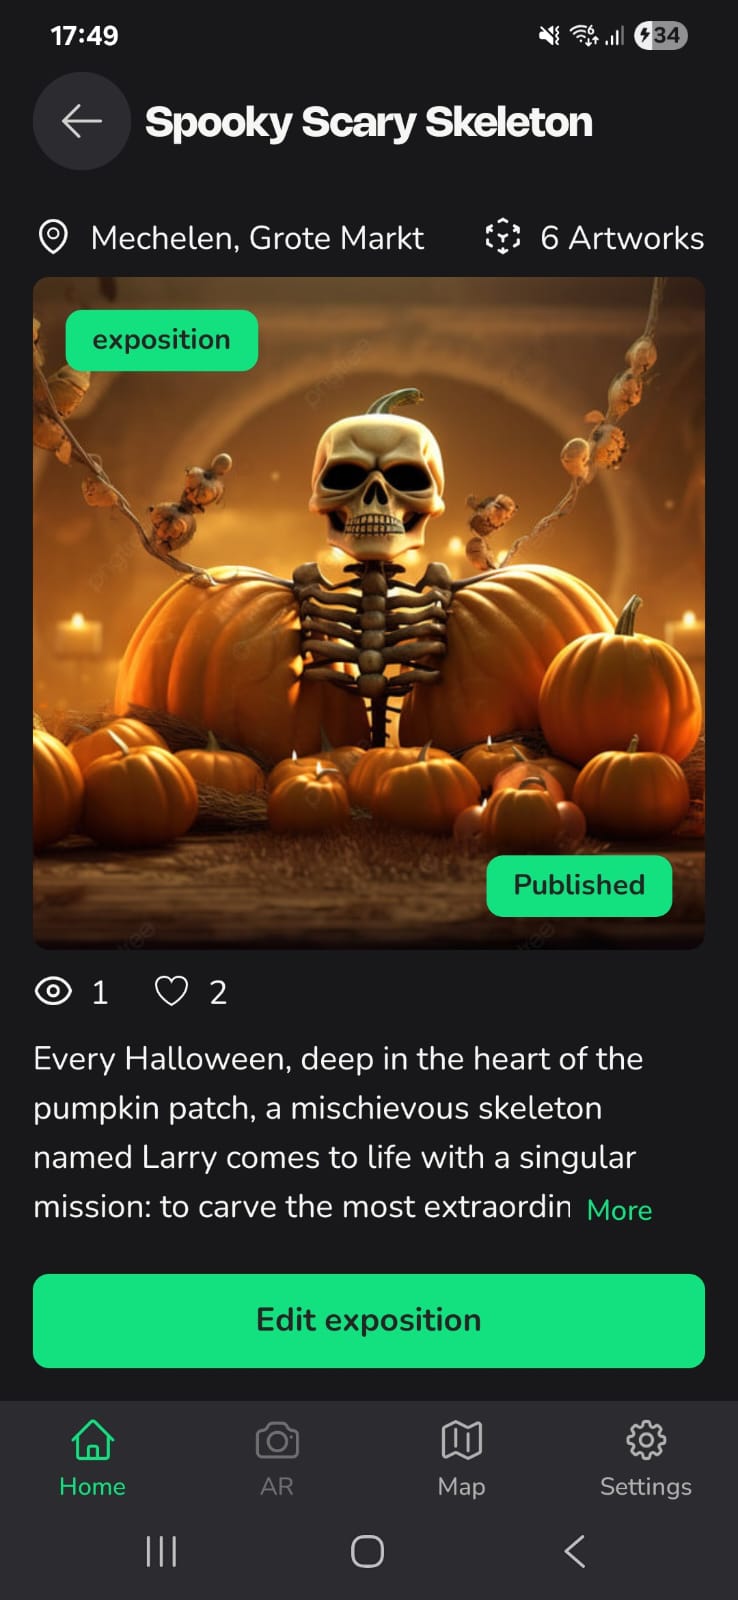 17:49
34
Spooky Scary Skeleton
Mechelen, Grote Markt
6 Artworks
exposition
Published
1
2
Every Halloween, deep in the heart of the
pumpkin patch, a mischievous skeleton
named Larry comes to life with a singular
mission: to carve the most extraordin More
Edit exposition
Home
AR
Map
Settings